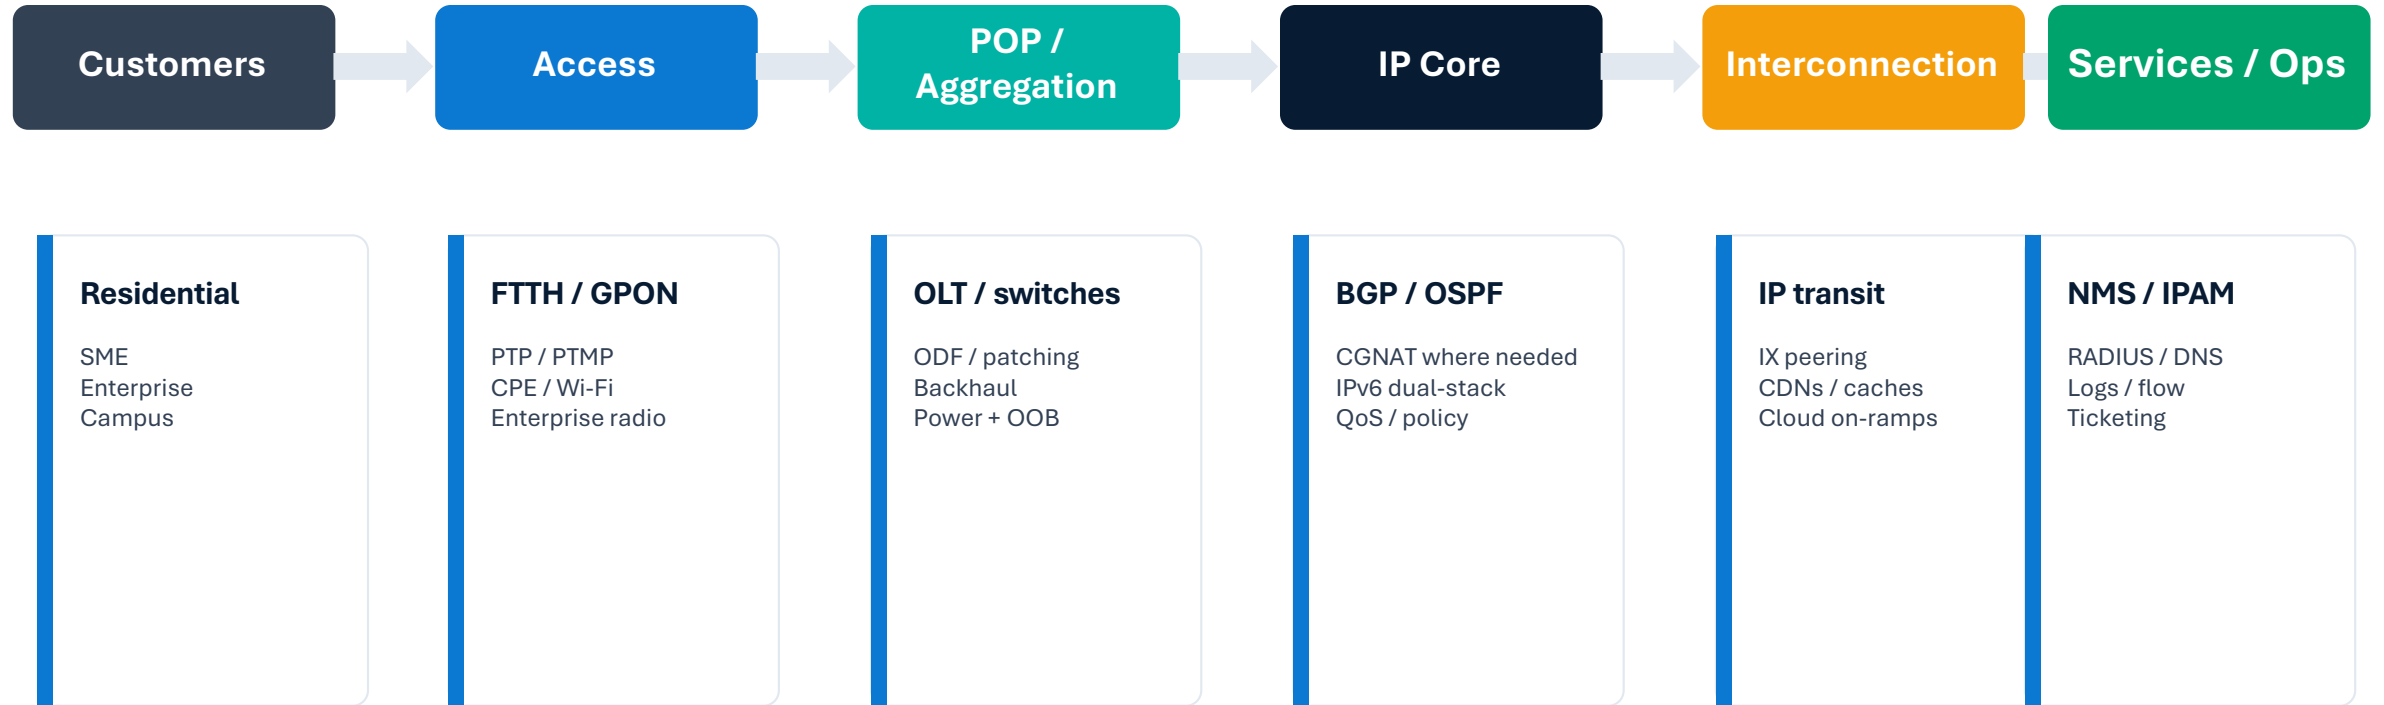 Customers
Access
POP /
Aggregation
IP Core
Interconnection
Services / Ops
Residential
SME
Enterprise
Campus
FTTH / GPON
PTP / PTMP
CPE / Wi-Fi
Enterprise radio
OLT / switches
ODF / patching
Backhaul
Power + OOB
BGP / OSPF
CGNAT where needed
IPv6 dual-stack
QoS / policy
IP transit
IX peering
CDNs / caches
Cloud on-ramps
NMS / IPAM
RADIUS / DNS
Logs / flow
Ticketing